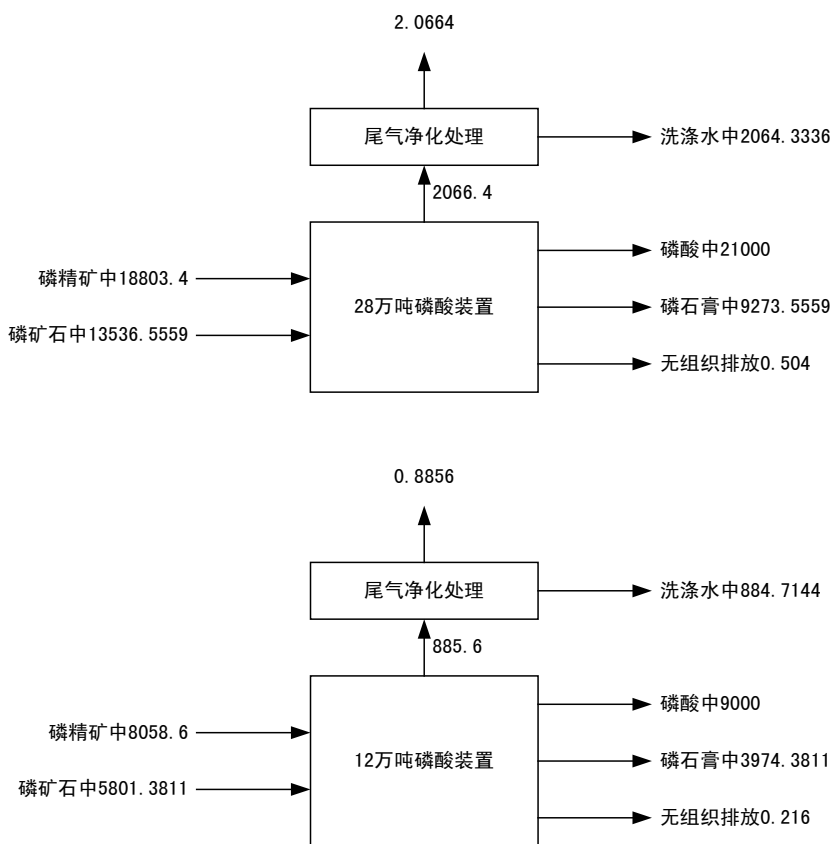 2.0664
尾气净化处理
洗涤水中2064.3336
2066.4
磷酸中21000
磷精矿中18803.4
28万吨磷酸装置
磷石膏中9273.5559
磷矿石中13536.5559
无组织排放0.504
0.8856
尾气净化处理
洗涤水中884.7144
885.6
磷酸中9000
磷精矿中8058.6
12万吨磷酸装置
磷石膏中3974.3811
磷矿石中5801.3811
无组织排放0.216